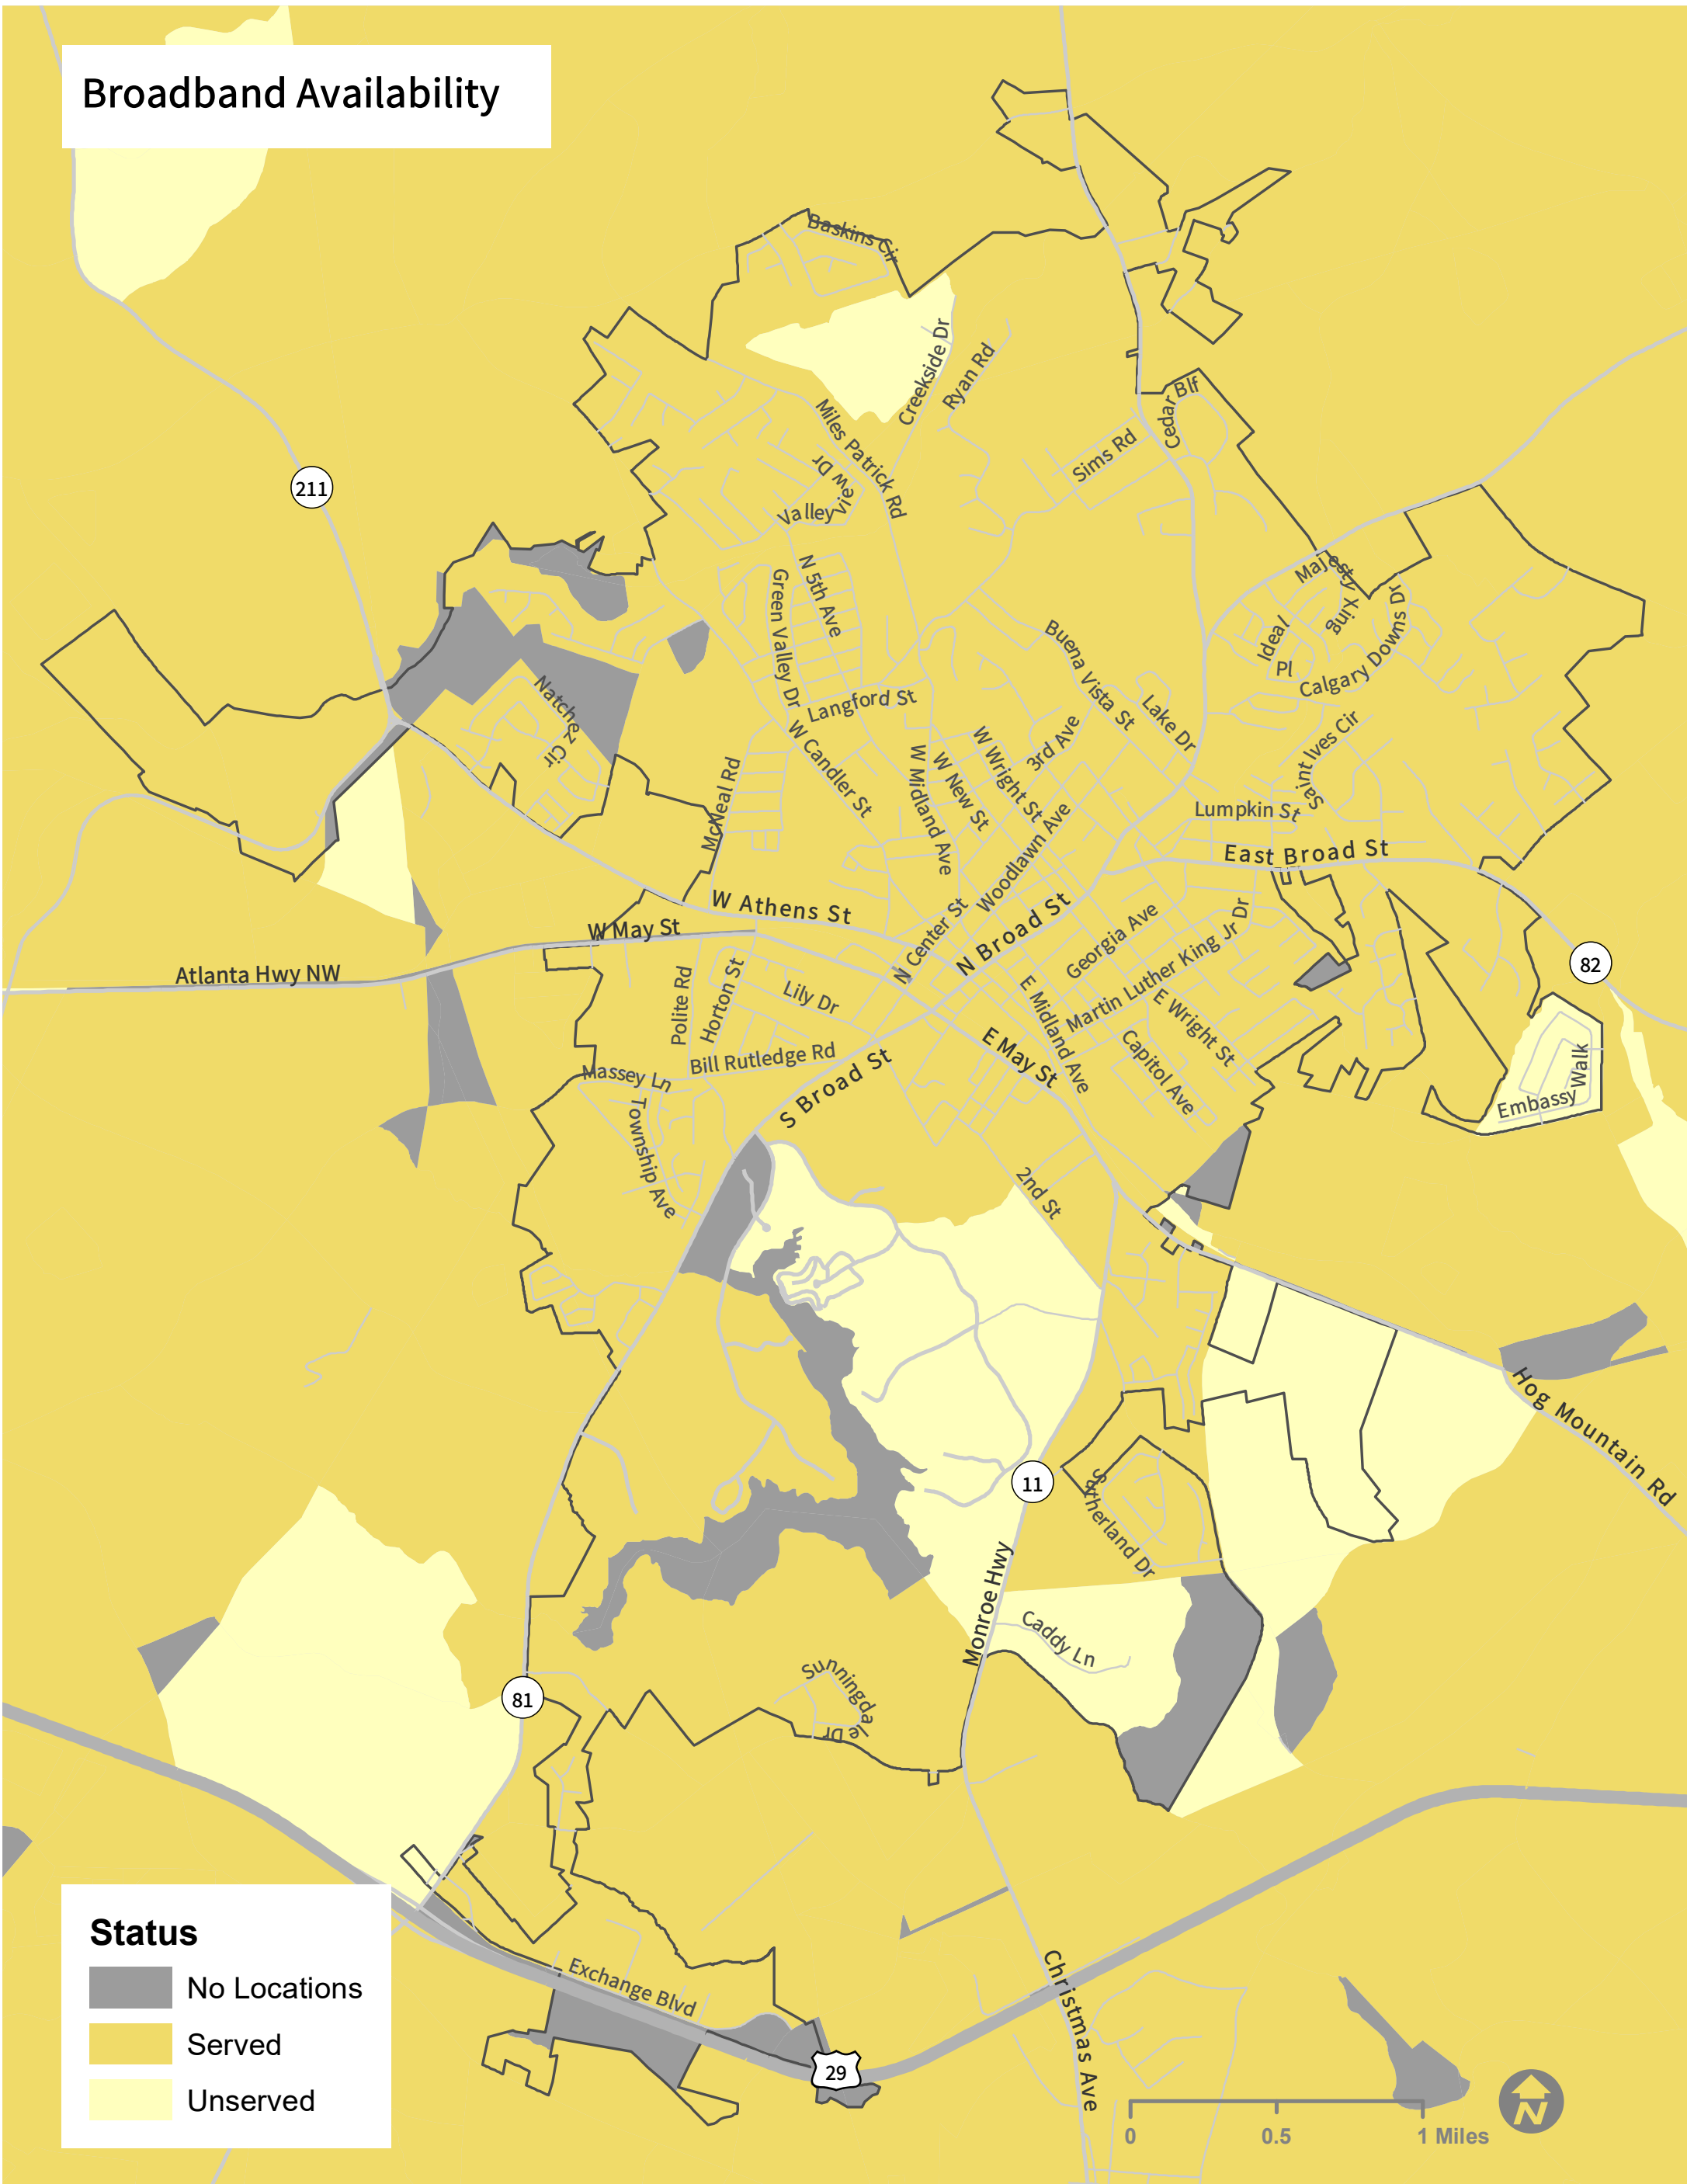 Broadband Availability
Baskins Cir
Creekside Dr
Ryan Rd
Cedar Blf
Miles Patrick Rd
Sims Rd
Valleyview Dr
211
N 5th Ave
Green Valley Dr
Majesty Xing
Ideal Pl
Calgary Downs Dr
Buena Vista St
Lake Dr
Natchez Cir
Langford St
W Candler St
3rd Ave
W Wright St
W New St
W Midland Ave
Saint Ives Cir
McNeal Rd
Woodlawn Ave
Lumpkin St
East Broad St
W Athens St
W May St
N Center St
N Broad St
Georgia Ave
Martin Luther King Jr Dr
82
Atlanta Hwy NW
Polite Rd
Horton St
Lily Dr
E Midland Ave
E Wright St
Bill Rutledge Rd
S Broad St
E May St
Capitol Ave
Massey Ln
Township Ave
Embassy Walk
2nd St
Hog Mountain Rd
11
Sutherland Dr
Monroe Hwy
Caddy Ln
Sunningdale Dr
81
Exchange Blvd
Christmas Ave
29
Status
No Locations
Served
Unserved
N
0 0.5 1 Miles